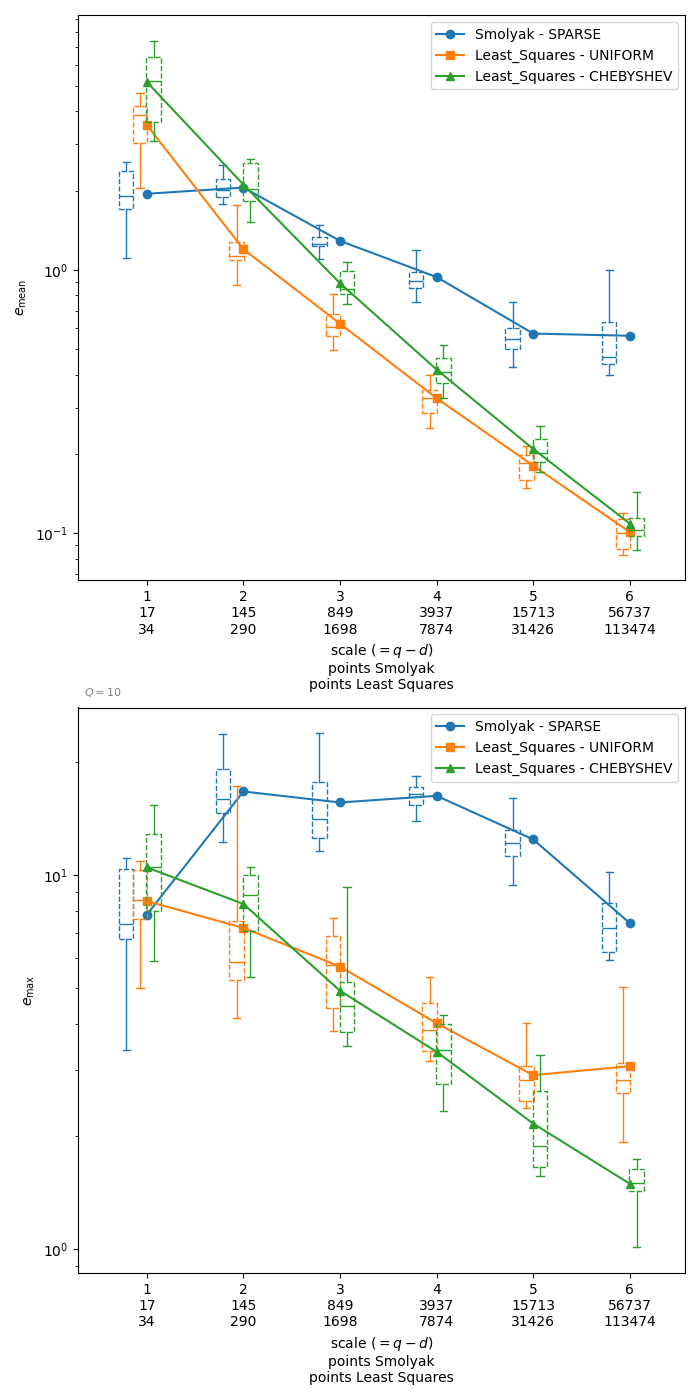 Smolyak - SPARSE
Least_Squares - UNIFORM
Least_Squares - CHEBYSHEV
10^0
10^{-1}
e_mean
1 2 3 4 5 6
17 145 849 3937 15713 56737
34 290 1698 7874 31426 113474
scale (= q − d)
points Smolyak
points Least Squares
Q = 10
Smolyak - SPARSE
Least_Squares - UNIFORM
Least_Squares - CHEBYSHEV
10^1
10^0
e_max
1 2 3 4 5 6
17 145 849 3937 15713 56737
34 290 1698 7874 31426 113474
scale (= q − d)
points Smolyak
points Least Squares